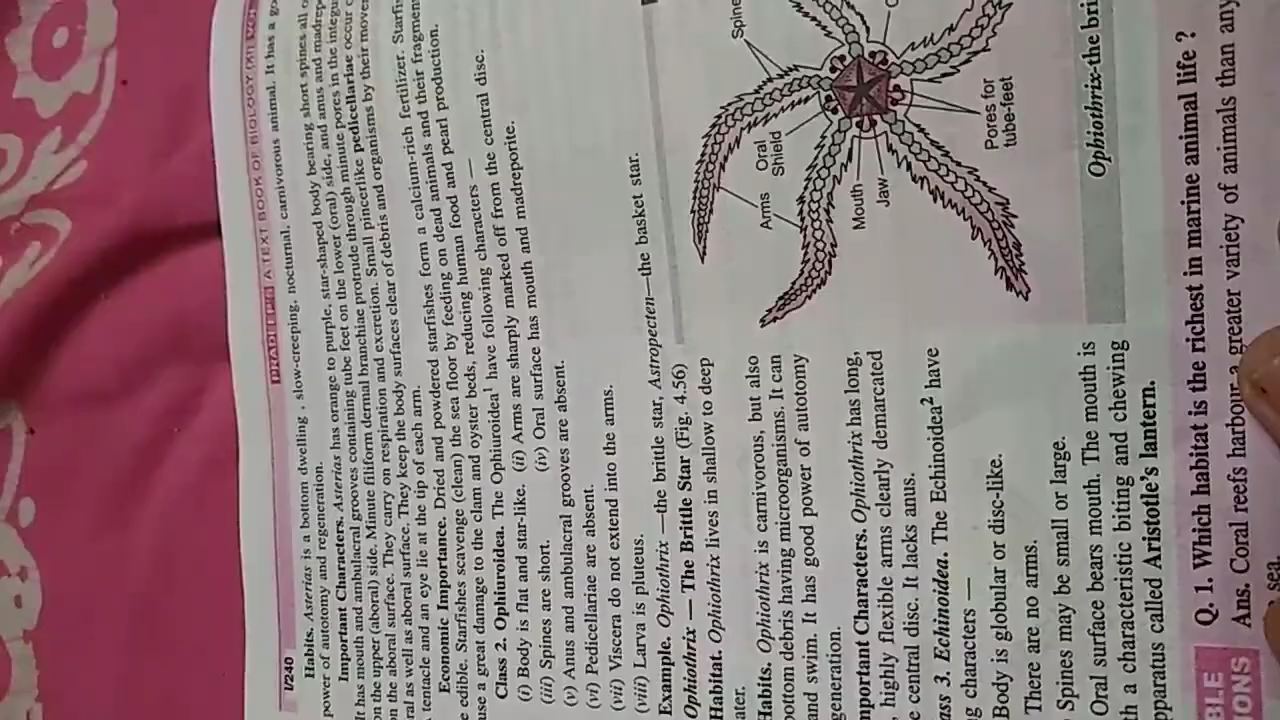 1/240
PRADEEP'S A TEXT BOOK OF BIOLOGY (XI)
Habits. Asterias is a bottom dwelling , slow-creeping, nocturnal, carnivorous animal. It has a
power of autotomy and regeneration.
Important Characters. Asterias has orange to purple, star-shaped body bearing short spines all
It has mouth and ambulacral grooves containing tube feet on the lower (oral) side, and anus and
on the upper (aboral) side. Minute filiform dermal branchiae protrude through minute pores in the
on the aboral surface. They carry on respiration and excretion. Small pincerlike pedicellariae occur
as well as aboral surface. They keep the body surfaces clear of debris and organisms by their
tentacle and an eye lie at the tip of each arm.
Economic Importance. Dried and powdered starfishes form a calcium-rich fertilizer.
edible. Starfishes scavenge (clean) the sea floor by feeding on dead animals and their
a great damage to the clam and oyster beds, reducing human food and pearl production.
Class 2. Ophiuroidea. The Ophiuroidea1 have following characters —
(i) Body is flat and star-like. (ii) Arms are sharply marked off from the central disc.
(iii) Spines are short. (iv) Oral surface has mouth and madreporite.
(v) Anus and ambulacral grooves are absent.
(vi) Pedicellariae are absent.
(vii) Viscera do not extend into the arms.
(viii) Larva is pluteus.
Example. Ophiothrix —the brittle star, Astropecten—the basket star.
Ophiothrix — The Brittle Star (Fig. 4.56)
Habitat. Ophiothrix lives in shallow to deep
Habits. Ophiothrix is carnivorous, but also
bottom debris having microorganisms. It can
and swim. It has good power of autotomy
Important Characters. Ophiothrix has long,
highly flexible arms clearly demarcated
central disc. It lacks anus.
3. Echinoidea. The Echinoidea2 have
characters —
Body is globular or disc-like.
There are no arms.
Spines may be small or large.
Oral surface bears mouth. The mouth is
a characteristic biting and chewing
apparatus called Aristotle's lantern.
Spine
Arms
Oral
Shield
Mouth
Jaw
Pores for
tube-feet
Ophiothrix-the
Q. 1. Which habitat is the richest in marine animal life ?
Ans. Coral reefs harbour a greater variety of animals than any
sea.